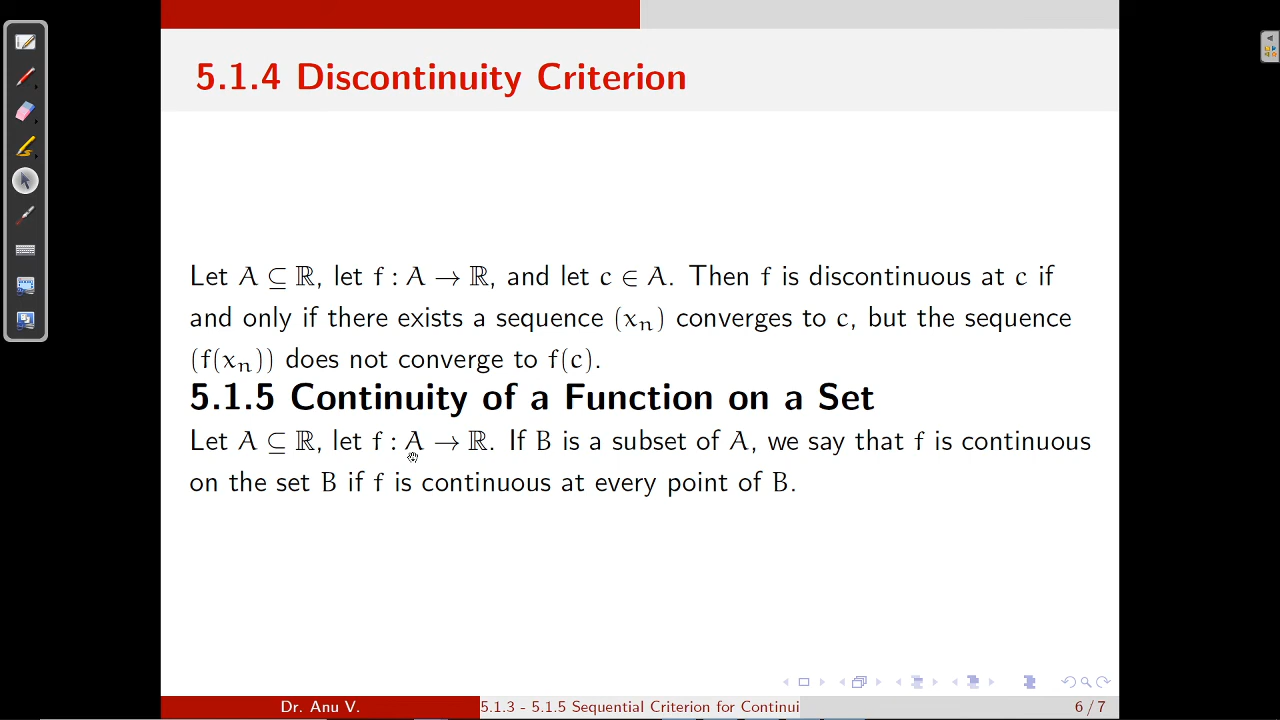 5.1.4 Discontinuity Criterion
Let A ⊆ ℝ, let f : A → ℝ, and let c ∈ A. Then f is discontinuous at c if
and only if there exists a sequence (xₙ) converges to c, but the sequence
(f(xₙ)) does not converge to f(c).
5.1.5 Continuity of a Function on a Set
Let A ⊆ ℝ, let f : A → ℝ. If B is a subset of A, we say that f is continuous
on the set B if f is continuous at every point of B.
Dr. Anu V. 5.1.3 - 5.1.5 Sequential Criterion for Continui 6 / 7